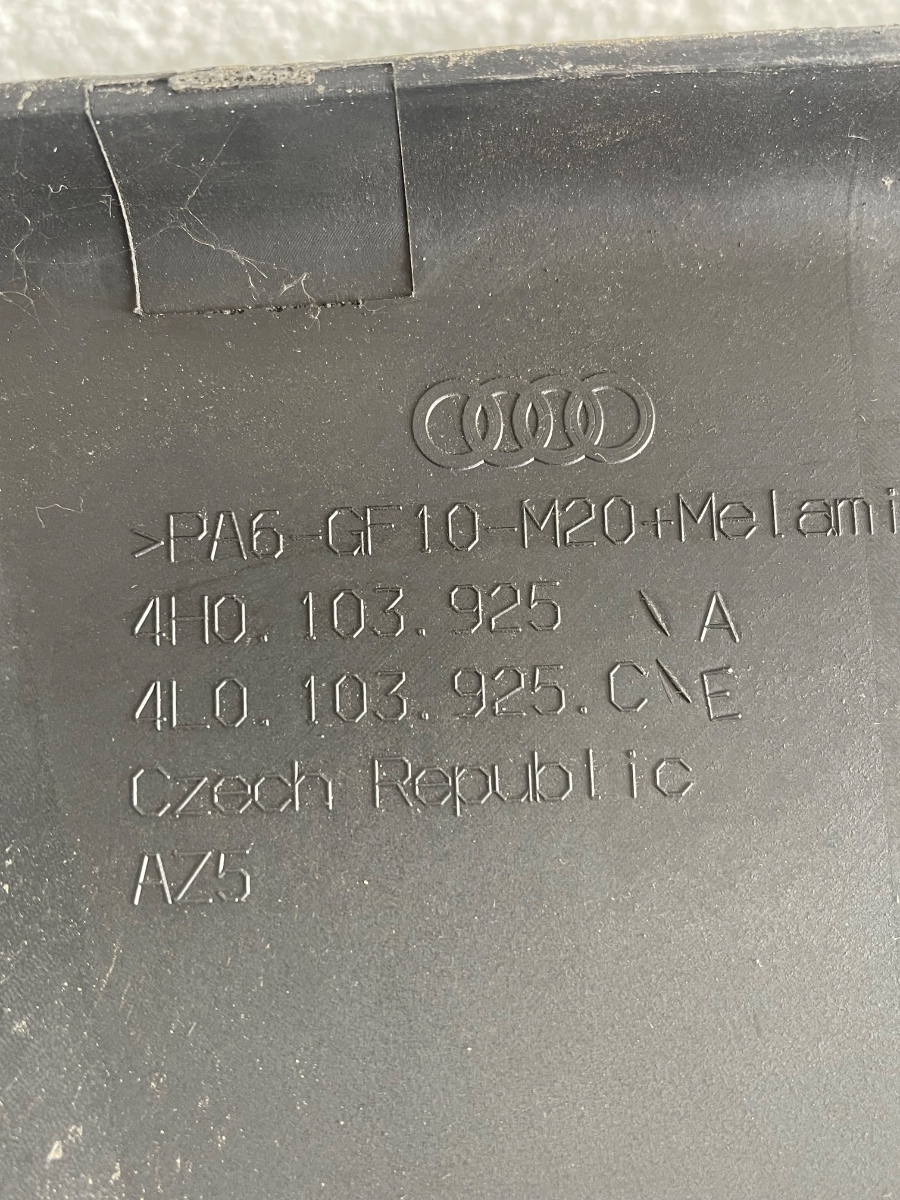 >PA6-GF10-M20+Melami
4H0.103.925 \ A
4L0.103.925.C\E
Czech Republic
AZ5